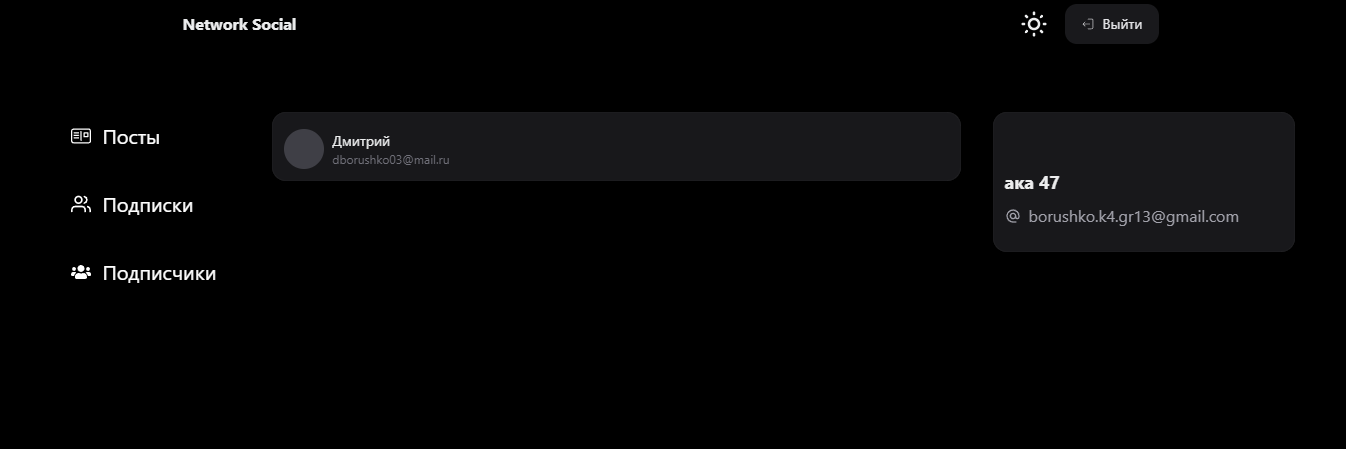 Network Social
Выйти
Посты
Подписки
Подписчики
Дмитрий
dborushko03@mail.ru
ака 47
borushko.k4.gr13@gmail.com